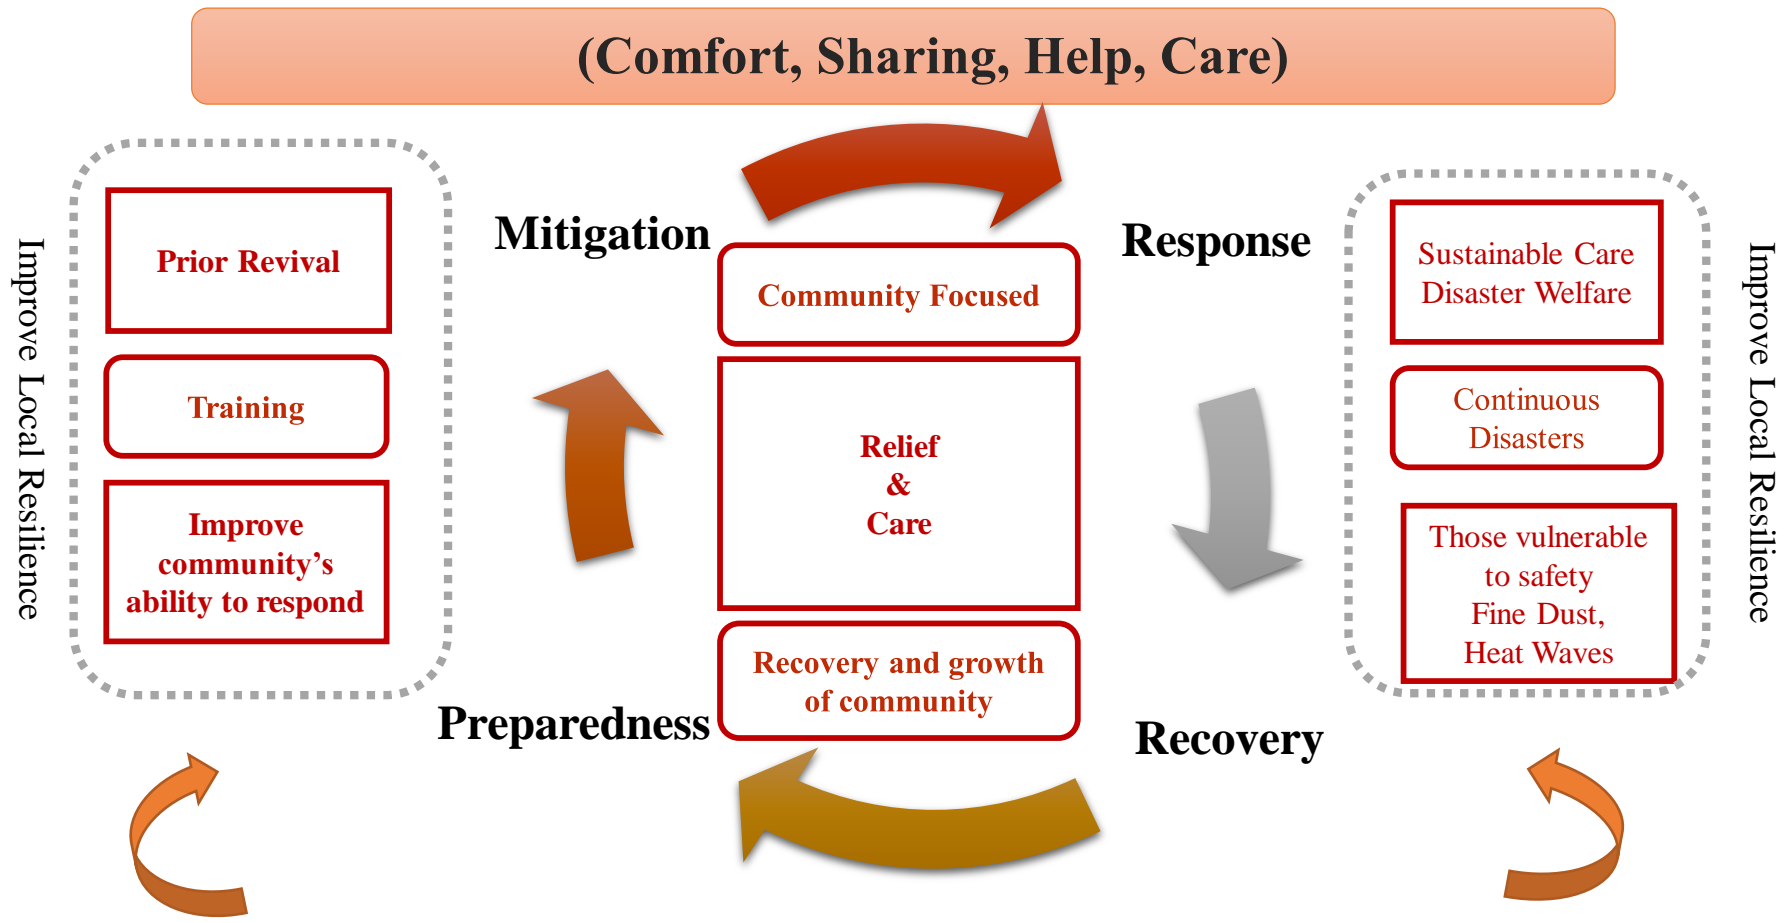 (Comfort, Sharing, Help, Care)
Improve Local Resilience
Prior Revival
Training
Improve
community’s
ability to respond
Mitigation
Preparedness
Community Focused
Relief
&
Care
Recovery and growth
of community
Response
Recovery
Sustainable Care
Disaster Welfare
Continuous
Disasters
Those vulnerable
to safety
Fine Dust,
Heat Waves
Improve Local Resilience